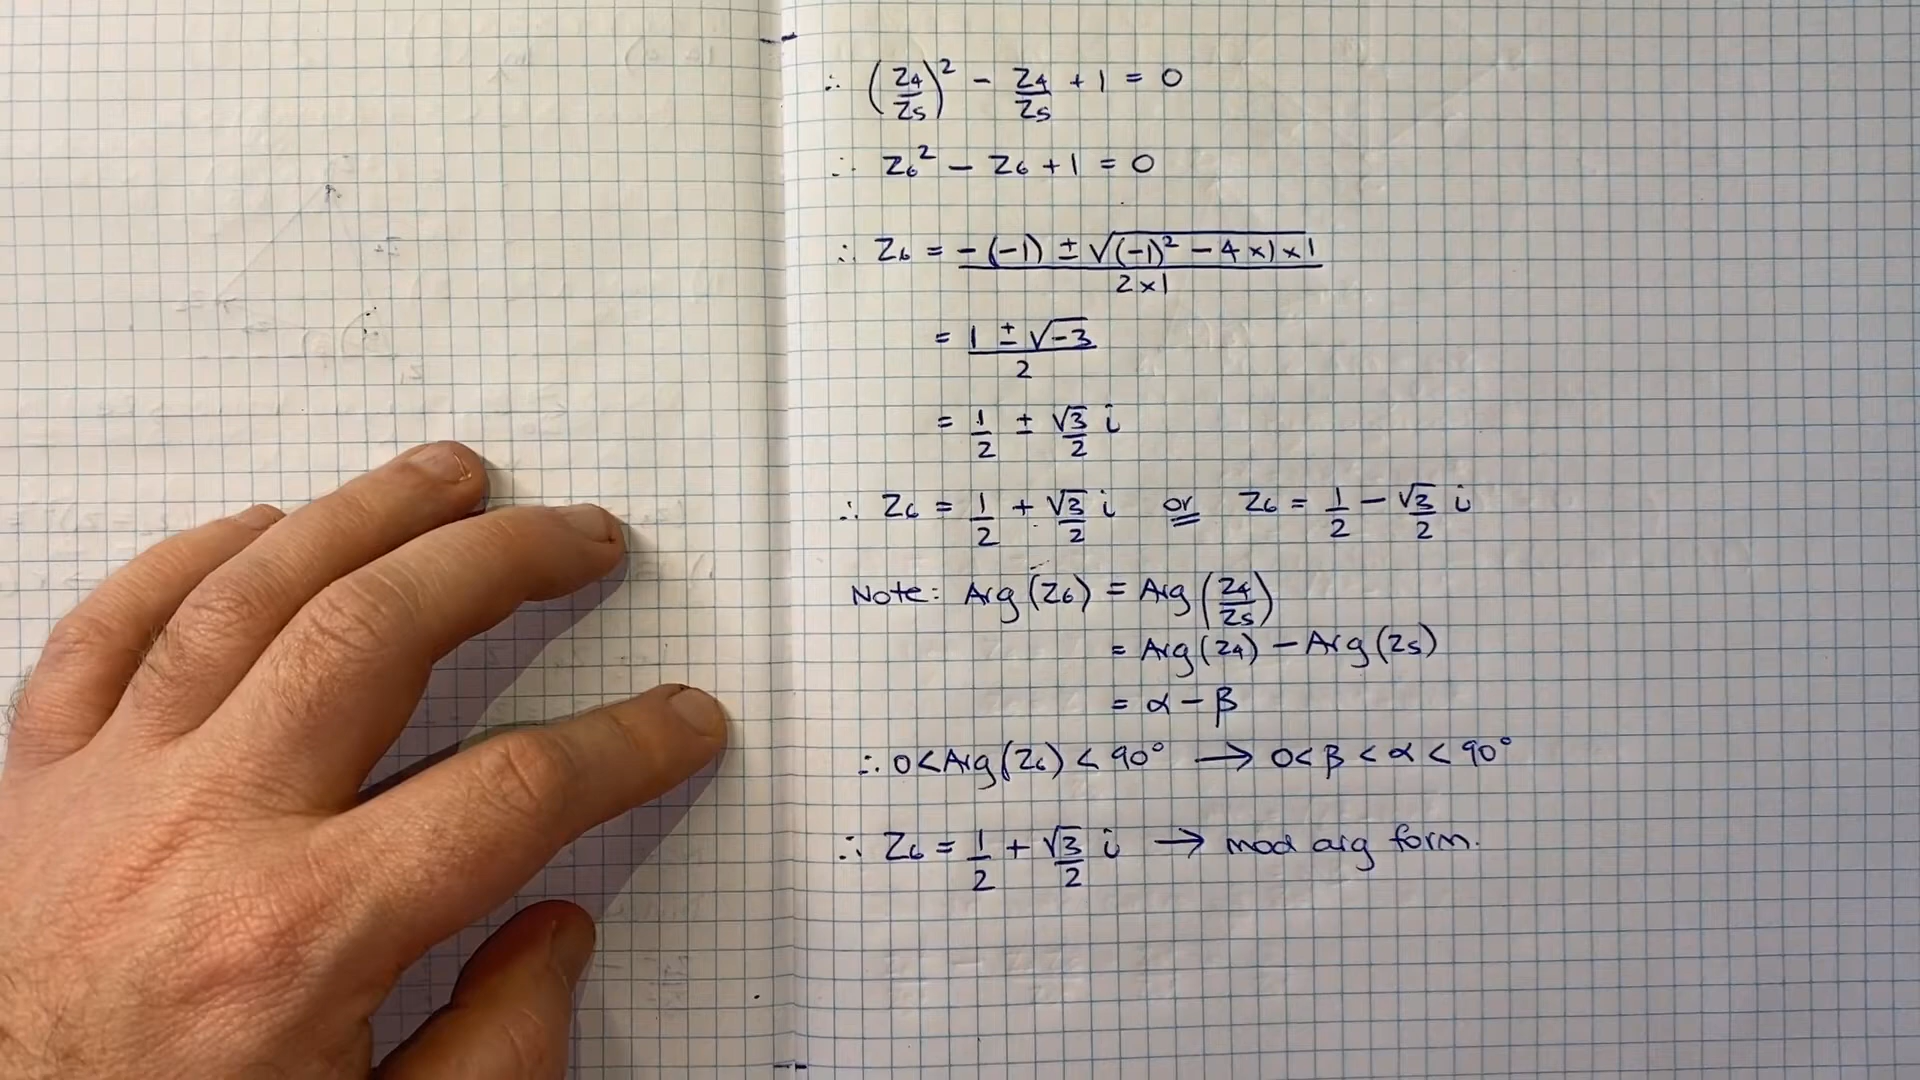 ∴ (Z4/Z5)² - Z4/Z5 + 1 = 0
∴ Z6² - Z6 + 1 = 0
∴ Z6 = -(-1) ± √((-1)² - 4×1×1) / 2×1
= 1 ± √-3 / 2
= 1/2 ± √3/2 i
∴ Z6 = 1/2 + √3/2 i or Z6 = 1/2 - √3/2 i
Note: Arg(Z6) = Arg(Z4/Z5)
= Arg(Z4) - Arg(Z5)
= α - β
∴ 0 < Arg(Z6) < 90° → 0 < β < α < 90°
∴ Z6 = 1/2 + √3/2 i → mod arg form.